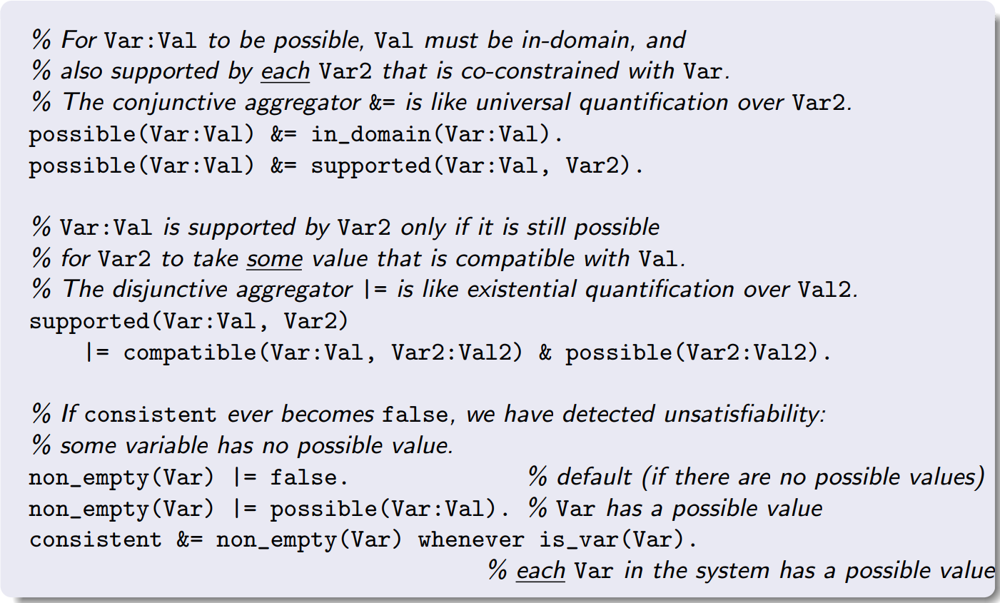 % For Var:Val to be possible, Val must be in-domain, and
% also supported by each Var2 that is co-constrained with Var.
% The conjunctive aggregator &= is like universal quantification over Var2.
possible(Var:Val) &= in_domain(Var:Val).
possible(Var:Val) &= supported(Var:Val, Var2).
% Var:Val is supported by Var2 only if it is still possible
% for Var2 to take some value that is compatible with Val.
% The disjunctive aggregator |= is like existential quantification over Val2.
supported(Var:Val, Var2)
|= compatible(Var:Val, Var2:Val2) & possible(Var2:Val2).
% If consistent ever becomes false, we have detected unsatisfiability:
% some variable has no possible value.
non_empty(Var) |= false. % default (if there are no possible values)
non_empty(Var) |= possible(Var:Val). % Var has a possible value
consistent &= non_empty(Var) whenever is_var(Var).
% each Var in the system has a possible value